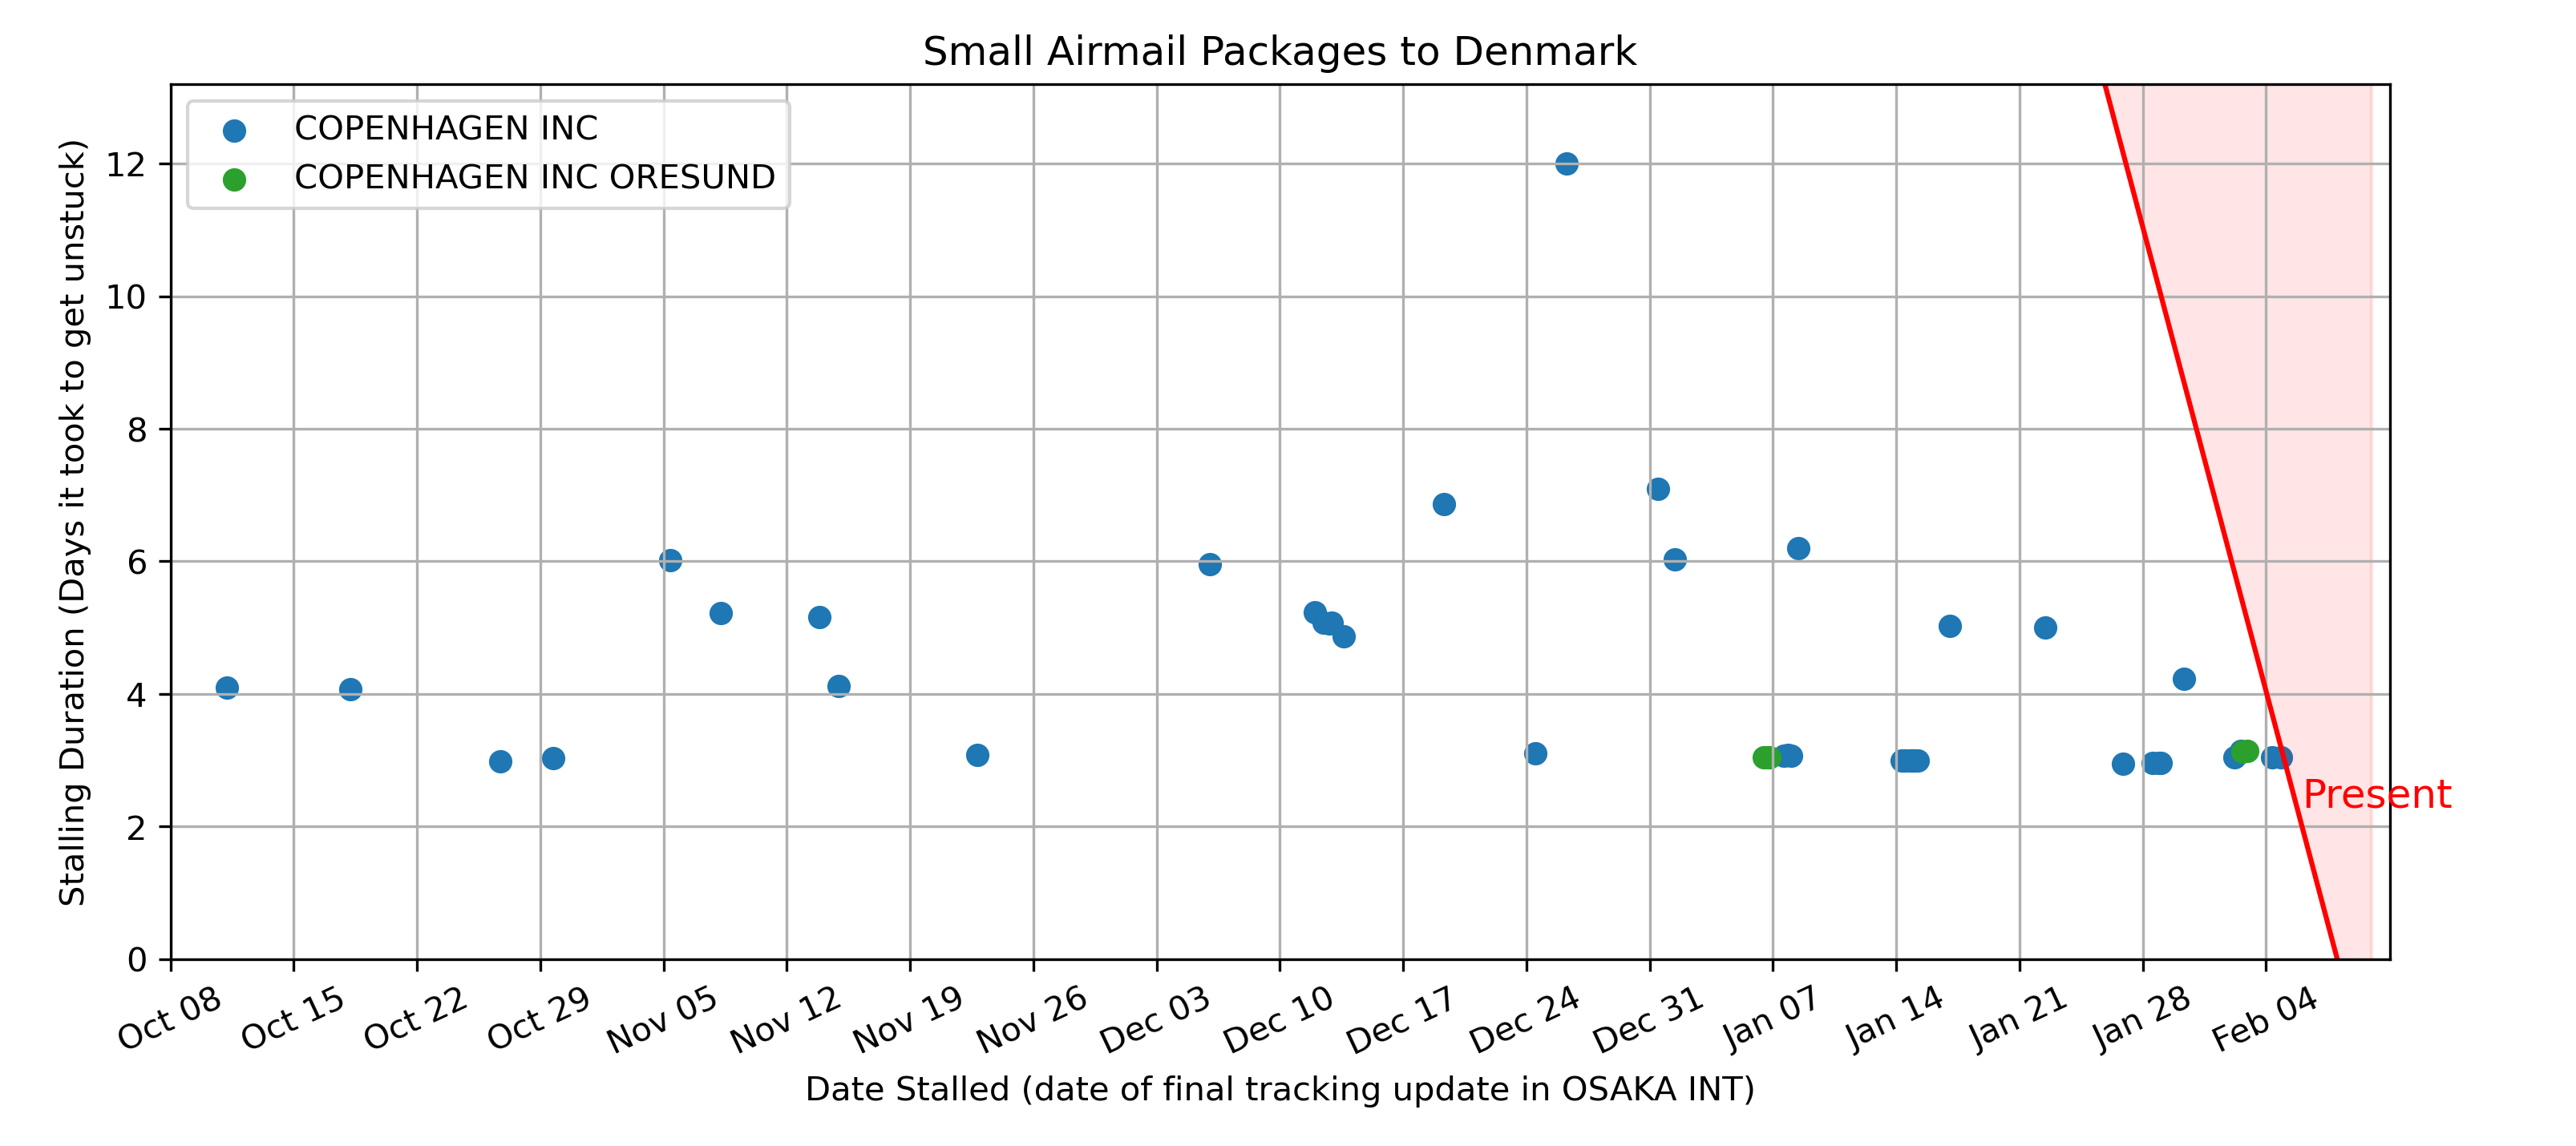 Small Airmail Packages to Denmark
COPENHAGEN INC
COPENHAGEN INC ORESUND
Stalling Duration (Days it took to get unstuck)
12
10
8
6
4
2
0
Present
Oct 08
Oct 15
Oct 22
Oct 29
Nov 05
Nov 12
Nov 19
Nov 26
Dec 03
Dec 10
Dec 17
Dec 24
Dec 31
Jan 07
Jan 14
Jan 21
Jan 28
Feb 04
Date Stalled (date of final tracking update in OSAKA INT)